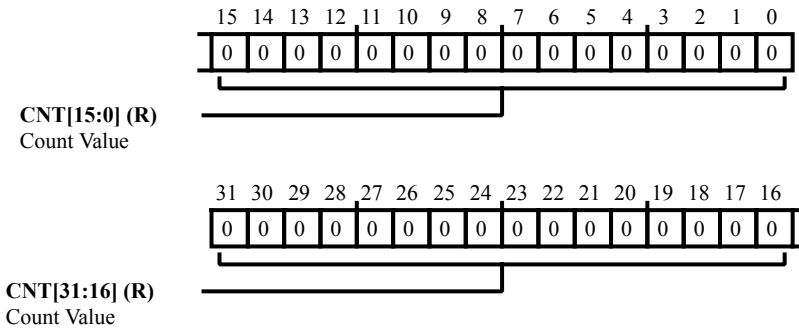 15 14 13 12 11 10 9 8 7 6 5 4 3 2 1 0
0 0 0 0 0 0 0 0 0 0 0 0 0 0 0 0
CNT[15:0] (R)
Count Value
31 30 29 28 27 26 25 24 23 22 21 20 19 18 17 16
0 0 0 0 0 0 0 0 0 0 0 0 0 0 0 0
CNT[31:16] (R)
Count Value